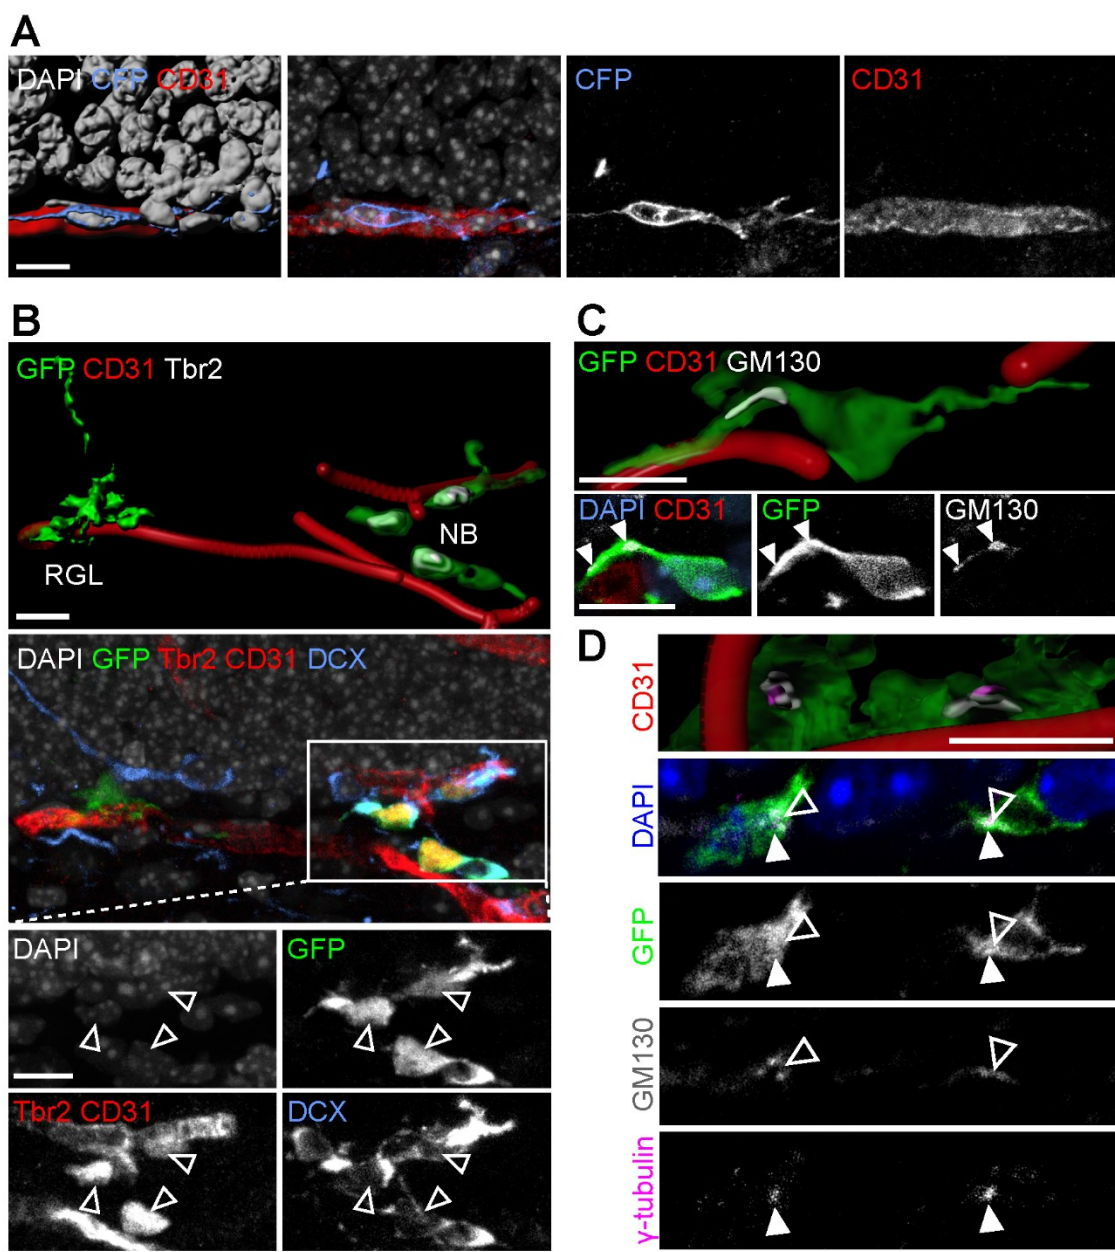 A
DAPI CFP CD31
CFP
CD31
B
GFP CD31 Tbr2
RGL
NB
DAPI GFP Tbr2 CD31 DCX
DAPI
GFP
Tbr2 CD31
DCX
C
GFP CD31 GM130
DAPI CD31
GFP
GM130
D
CD31
DAPI
GFP
GM130
γ-tubulin